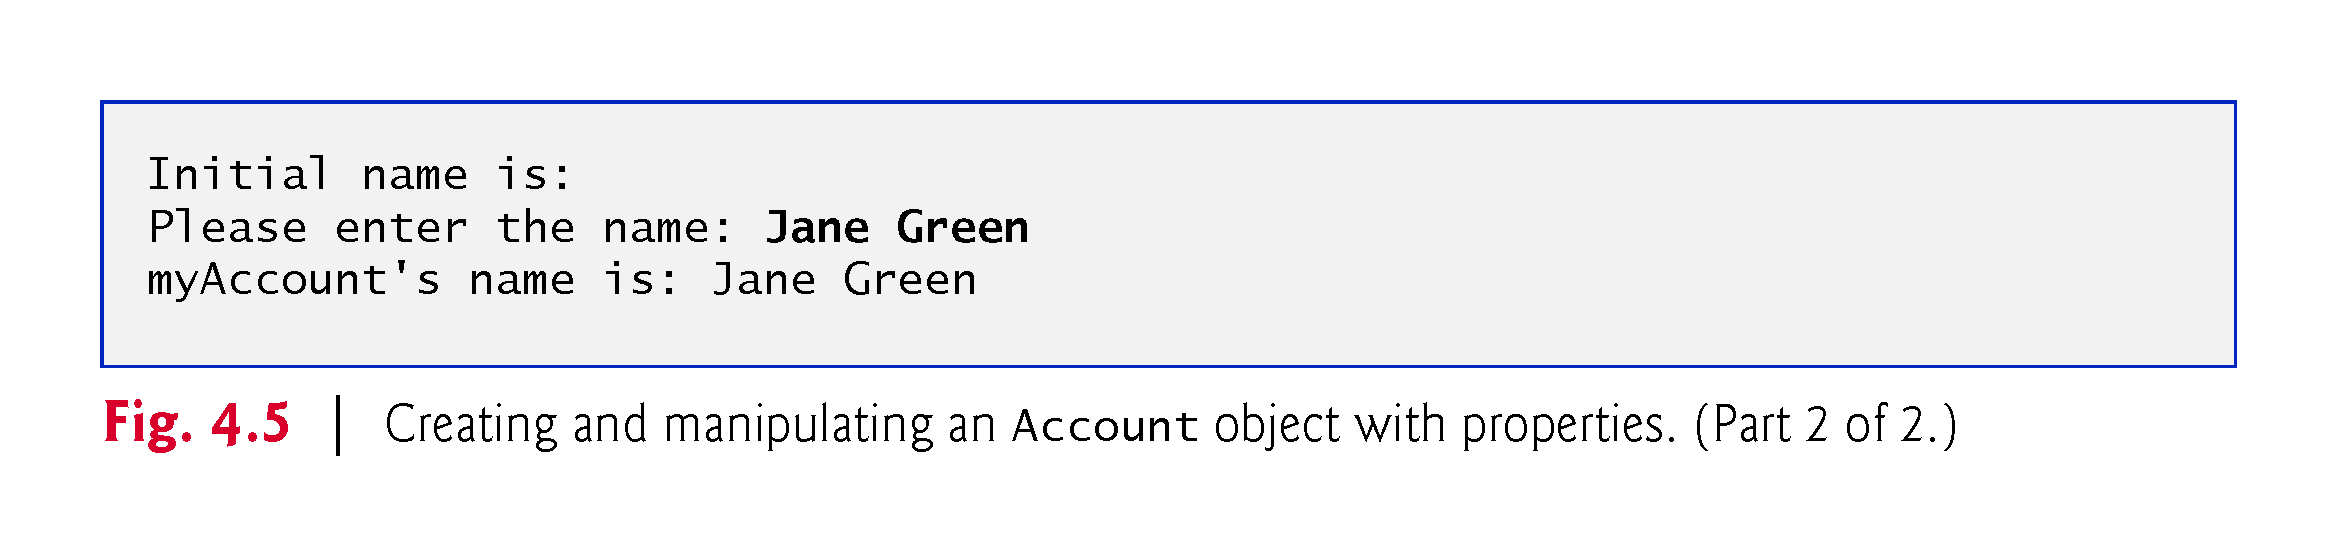 Initial name is:
Please enter the name: Jane Green
myAccount's name is: Jane Green
Fig. 4.5 | Creating and manipulating an Account object with properties. (Part 2 of 2.)